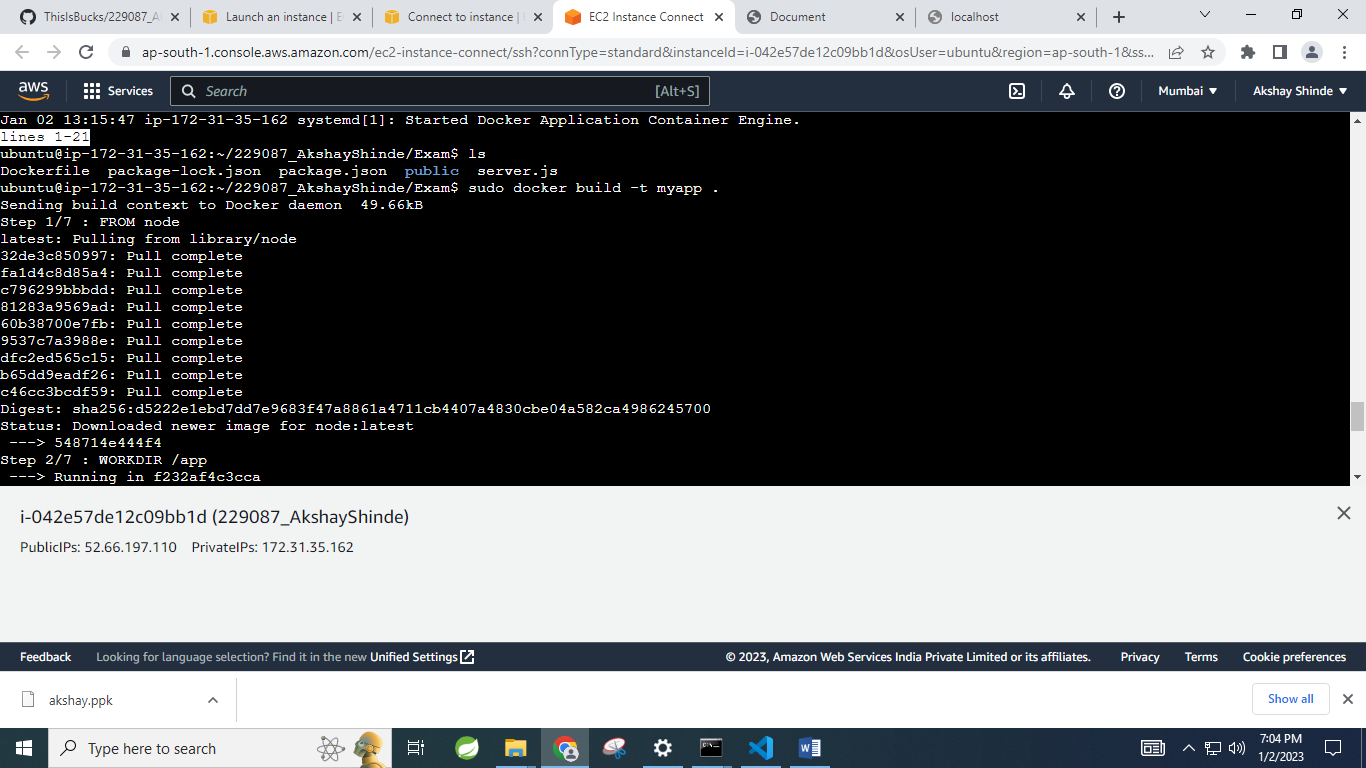 ThisIsBucks/229087_A
Launch an instance | E
Connect to instance |
EC2 Instance Connect
Document
localhost
ap-south-1.console.aws.amazon.com/ec2-instance-connect/ssh?connType=standard&instanceId=i-042e57de12c09bb1d&osUser=ubuntu&region=ap-south-1&ss...
aws
Services
Search
[Alt+S]
Mumbai
Akshay Shinde
Jan 02 13:15:47 ip-172-31-35-162 systemd[1]: Started Docker Application Container Engine.
lines 1-21
ubuntu@ip-172-31-35-162:~/229087_AkshayShinde/Exam$ ls
Dockerfile  package-lock.json  package.json  public  server.js
ubuntu@ip-172-31-35-162:~/229087_AkshayShinde/Exam$ sudo docker build -t myapp .
Sending build context to Docker daemon  49.66kB
Step 1/7 : FROM node
latest: Pulling from library/node
32de3c850997: Pull complete
fa1d4c8d85a4: Pull complete
c796299bbbdd: Pull complete
81283a9569ad: Pull complete
60b38700e7fb: Pull complete
9537c7a3988e: Pull complete
dfc2ed565c15: Pull complete
b65dd9eadf26: Pull complete
c46cc3bcdf59: Pull complete
Digest: sha256:d5222e1ebd7dd7e9683f47a8861a4711cb4407a4830cbe04a582ca4986245700
Status: Downloaded newer image for node:latest
 ---> 548714e444f4
Step 2/7 : WORKDIR /app
 ---> Running in f232af4c3cca
i-042e57de12c09bb1d (229087_AkshayShinde)
PublicIPs: 52.66.197.110    PrivateIPs: 172.31.35.162
Feedback
Looking for language selection? Find it in the new Unified Settings
© 2023, Amazon Web Services India Private Limited or its affiliates.
Privacy
Terms
Cookie preferences
akshay.ppk
Show all
Type here to search
7:04 PM
1/2/2023